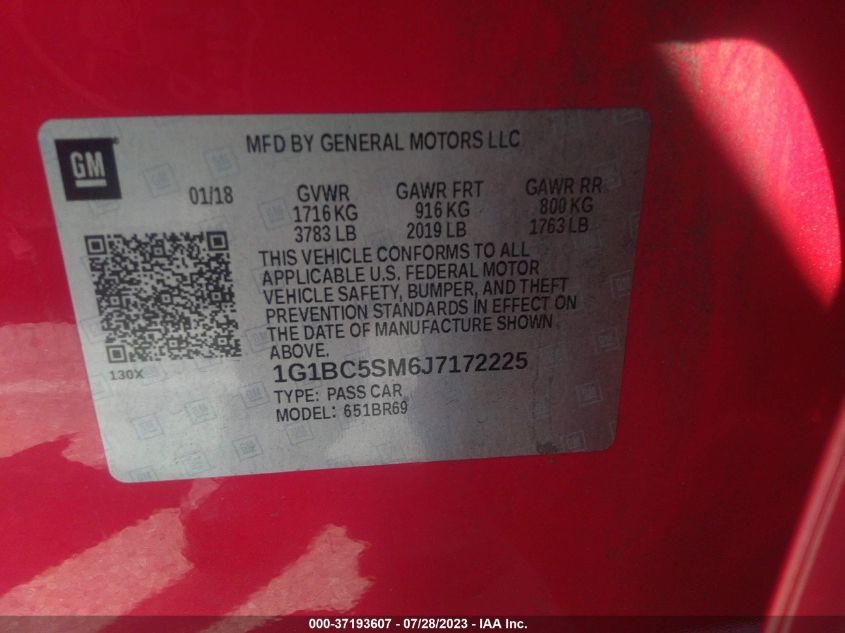 GM
MFD BY GENERAL MOTORS LLC
01/18 GVWR GAWR FRT GAWR RR
1716 KG 916 KG 800 KG
3783 LB 2019 LB 1763 LB
THIS VEHICLE CONFORMS TO ALL
APPLICABLE U.S. FEDERAL MOTOR
VEHICLE SAFETY, BUMPER, AND THEFT
PREVENTION STANDARDS IN EFFECT ON
THE DATE OF MANUFACTURE SHOWN
ABOVE.
130X
1G1BC5SM6J7172225
TYPE: PASS CAR
MODEL: 651BR69
000-37193607 - 07/28/2023 - IAA Inc.